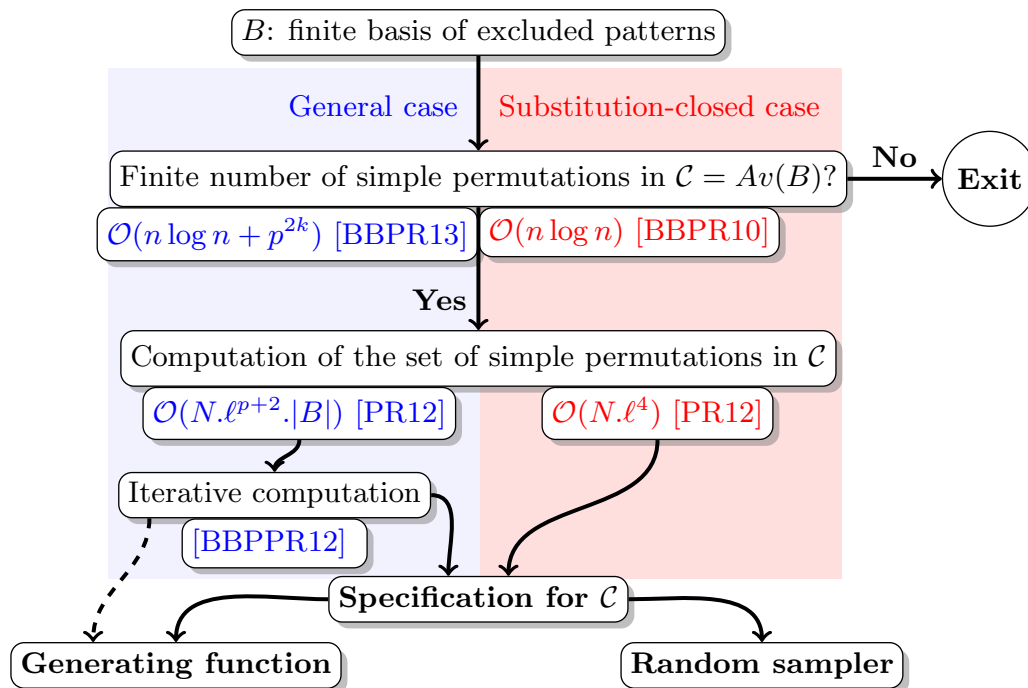 B: finite basis of excluded patterns
General case
Substitution-closed case
Finite number of simple permutations in 𝒞 = Av(B)?
No
Exit
𝒪(n log n + p^{2k}) [BBPR13]
𝒪(n log n) [BBPR10]
Yes
Computation of the set of simple permutations in 𝒞
𝒪(N.ℓ^{p+2}.|B|) [PR12]
𝒪(N.ℓ^4) [PR12]
Iterative computation
[BBPPR12]
Specification for 𝒞
Generating function
Random sampler